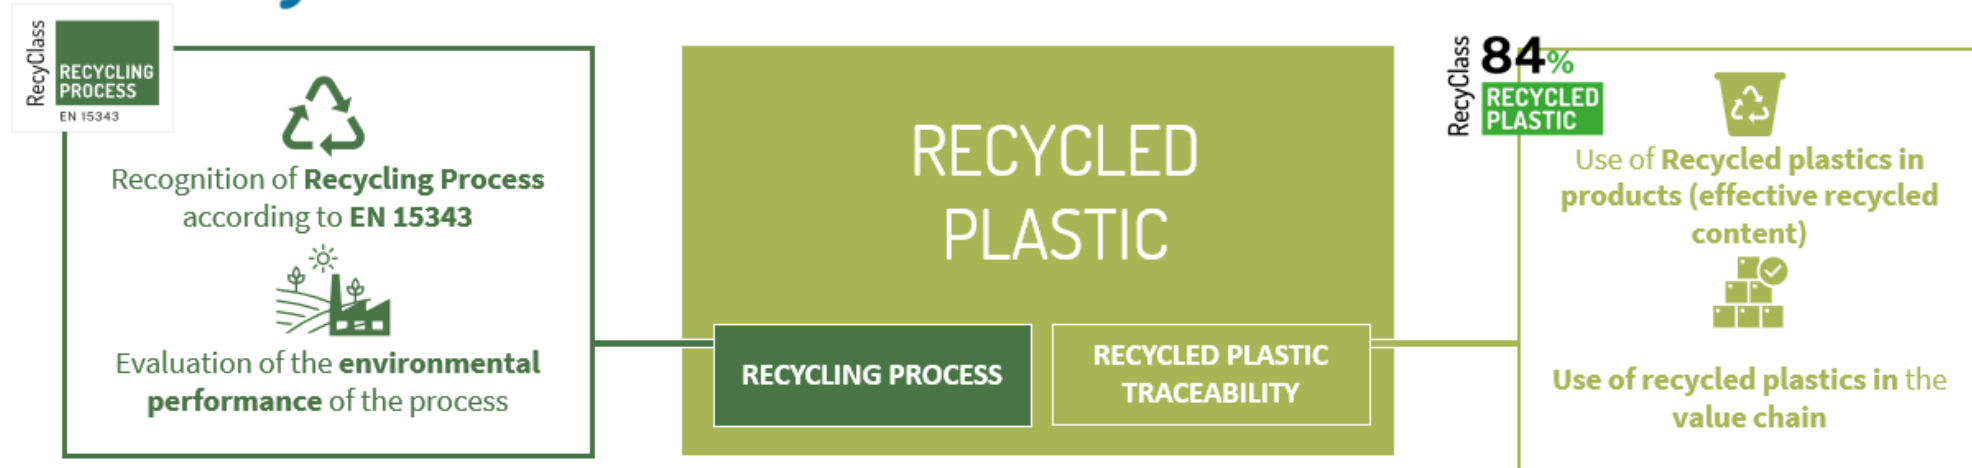 RecyClass
RECYCLING
PROCESS
EN 15343
Recognition of Recycling Process
according to EN 15343
Evaluation of the environmental
performance of the process
RECYCLED
PLASTIC
RECYCLING PROCESS
RECYCLED PLASTIC
TRACEABILITY
RecyClass
84%
RECYCLED
PLASTIC
Use of Recycled plastics in
products (effective recycled
content)
Use of recycled plastics in the
value chain